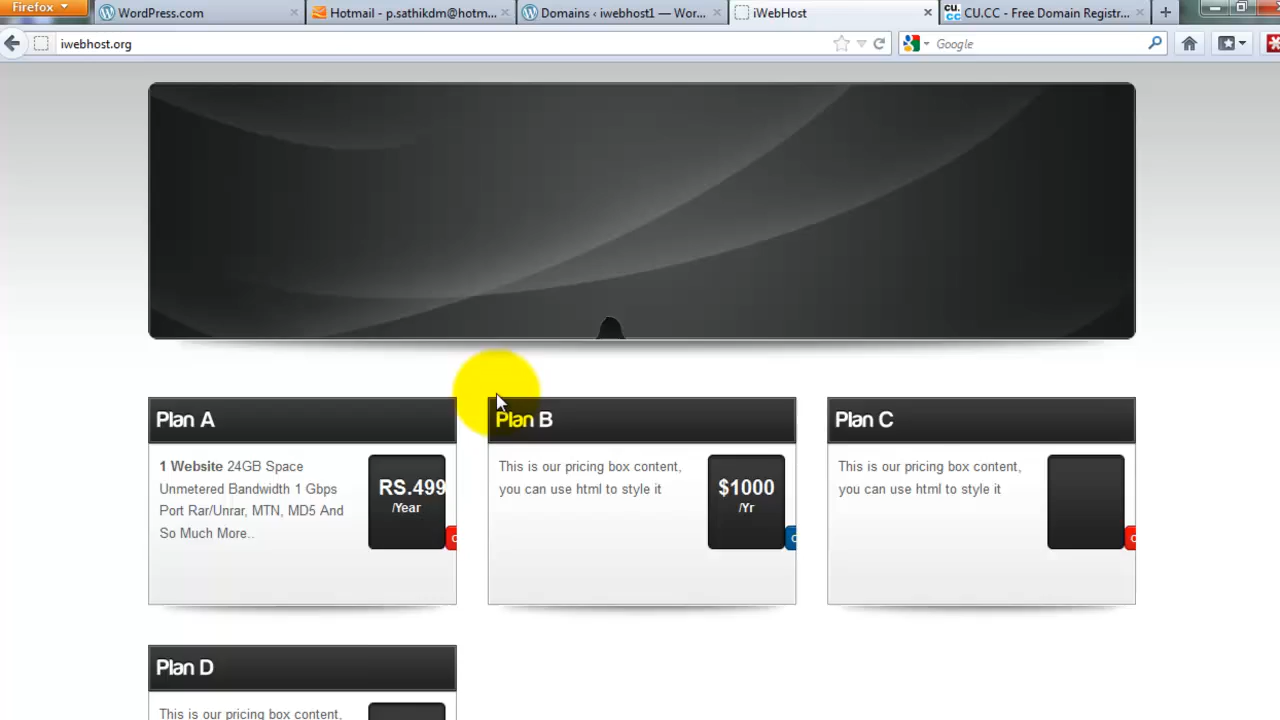 Firefox
WordPress.com
Hotmail - p.sathikdm@hotm...
Domains ‹ iwebhost1 — Wor...
iWebHost
CU.CC - Free Domain Registr...
iwebhost.org
Google
Plan A
1 Website 24GB Space
Unmetered Bandwidth 1 Gbps
Port Rar/Unrar, MTN, MD5 And
So Much More..
RS.499
/Year
Plan B
This is our pricing box content,
you can use html to style it
$1000
/Yr
Plan C
This is our pricing box content,
you can use html to style it
Plan D
This is our pricing box content,